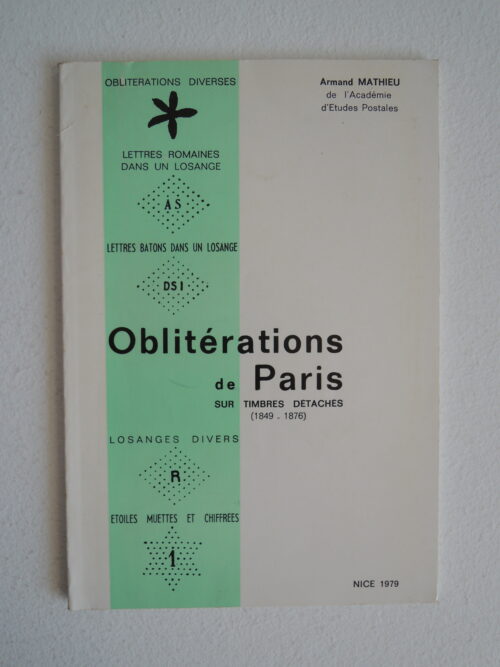 OBLITERATIONS DIVERSES
Armand MATHIEU
de l'Académie
d'Etudes Postales
LETTRES ROMAINES
DANS UN LOSANGE
AS
LETTRES BATONS DANS UN LOSANGE
DS1
Oblitérations
de Paris
SUR TIMBRES DETACHES
(1849 - 1876)
LOSANGES DIVERS
R
ETOILES MUETTES ET CHIFFREES
1
NICE 1979